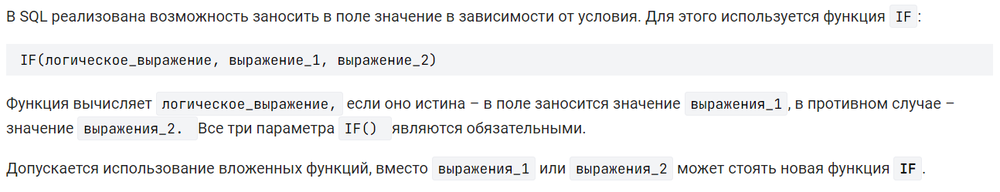 В SQL реализована возможность заносить в поле значение в зависимости от условия. Для этого используется функция IF:
IF(логическое_выражение, выражение_1, выражение_2)
Функция вычисляет логическое_выражение, если оно истина – в поле заносится значение выражения_1, в противном случае –
значение выражения_2. Все три параметра IF() являются обязательными.
Допускается использование вложенных функций, вместо выражения_1 или выражения_2 может стоять новая функция IF.